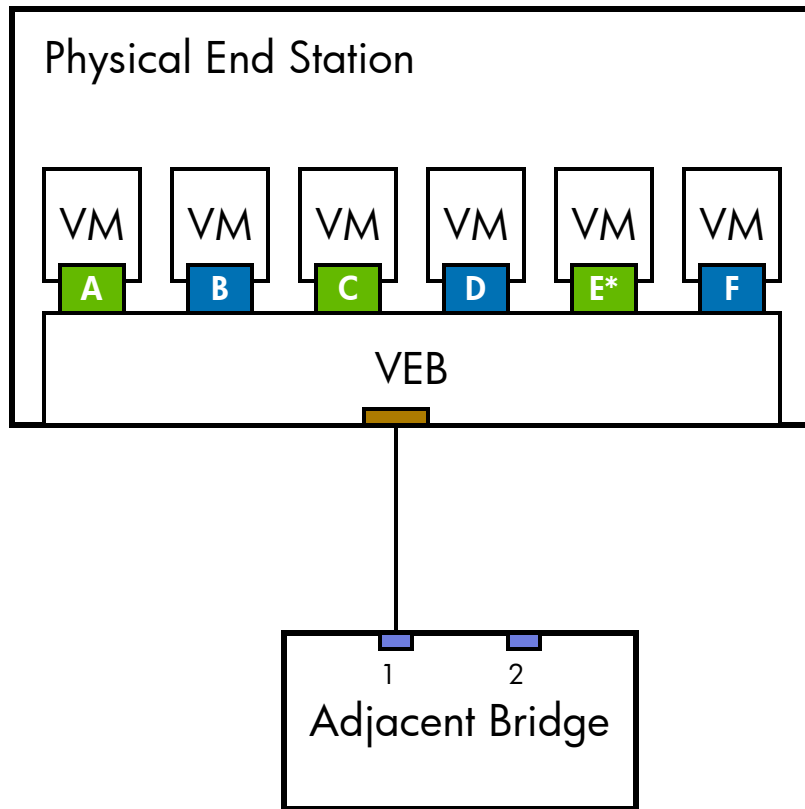 Physical End Station
VM VM VM VM VM VM
A B C D E* F
VEB
1 2
Adjacent Bridge